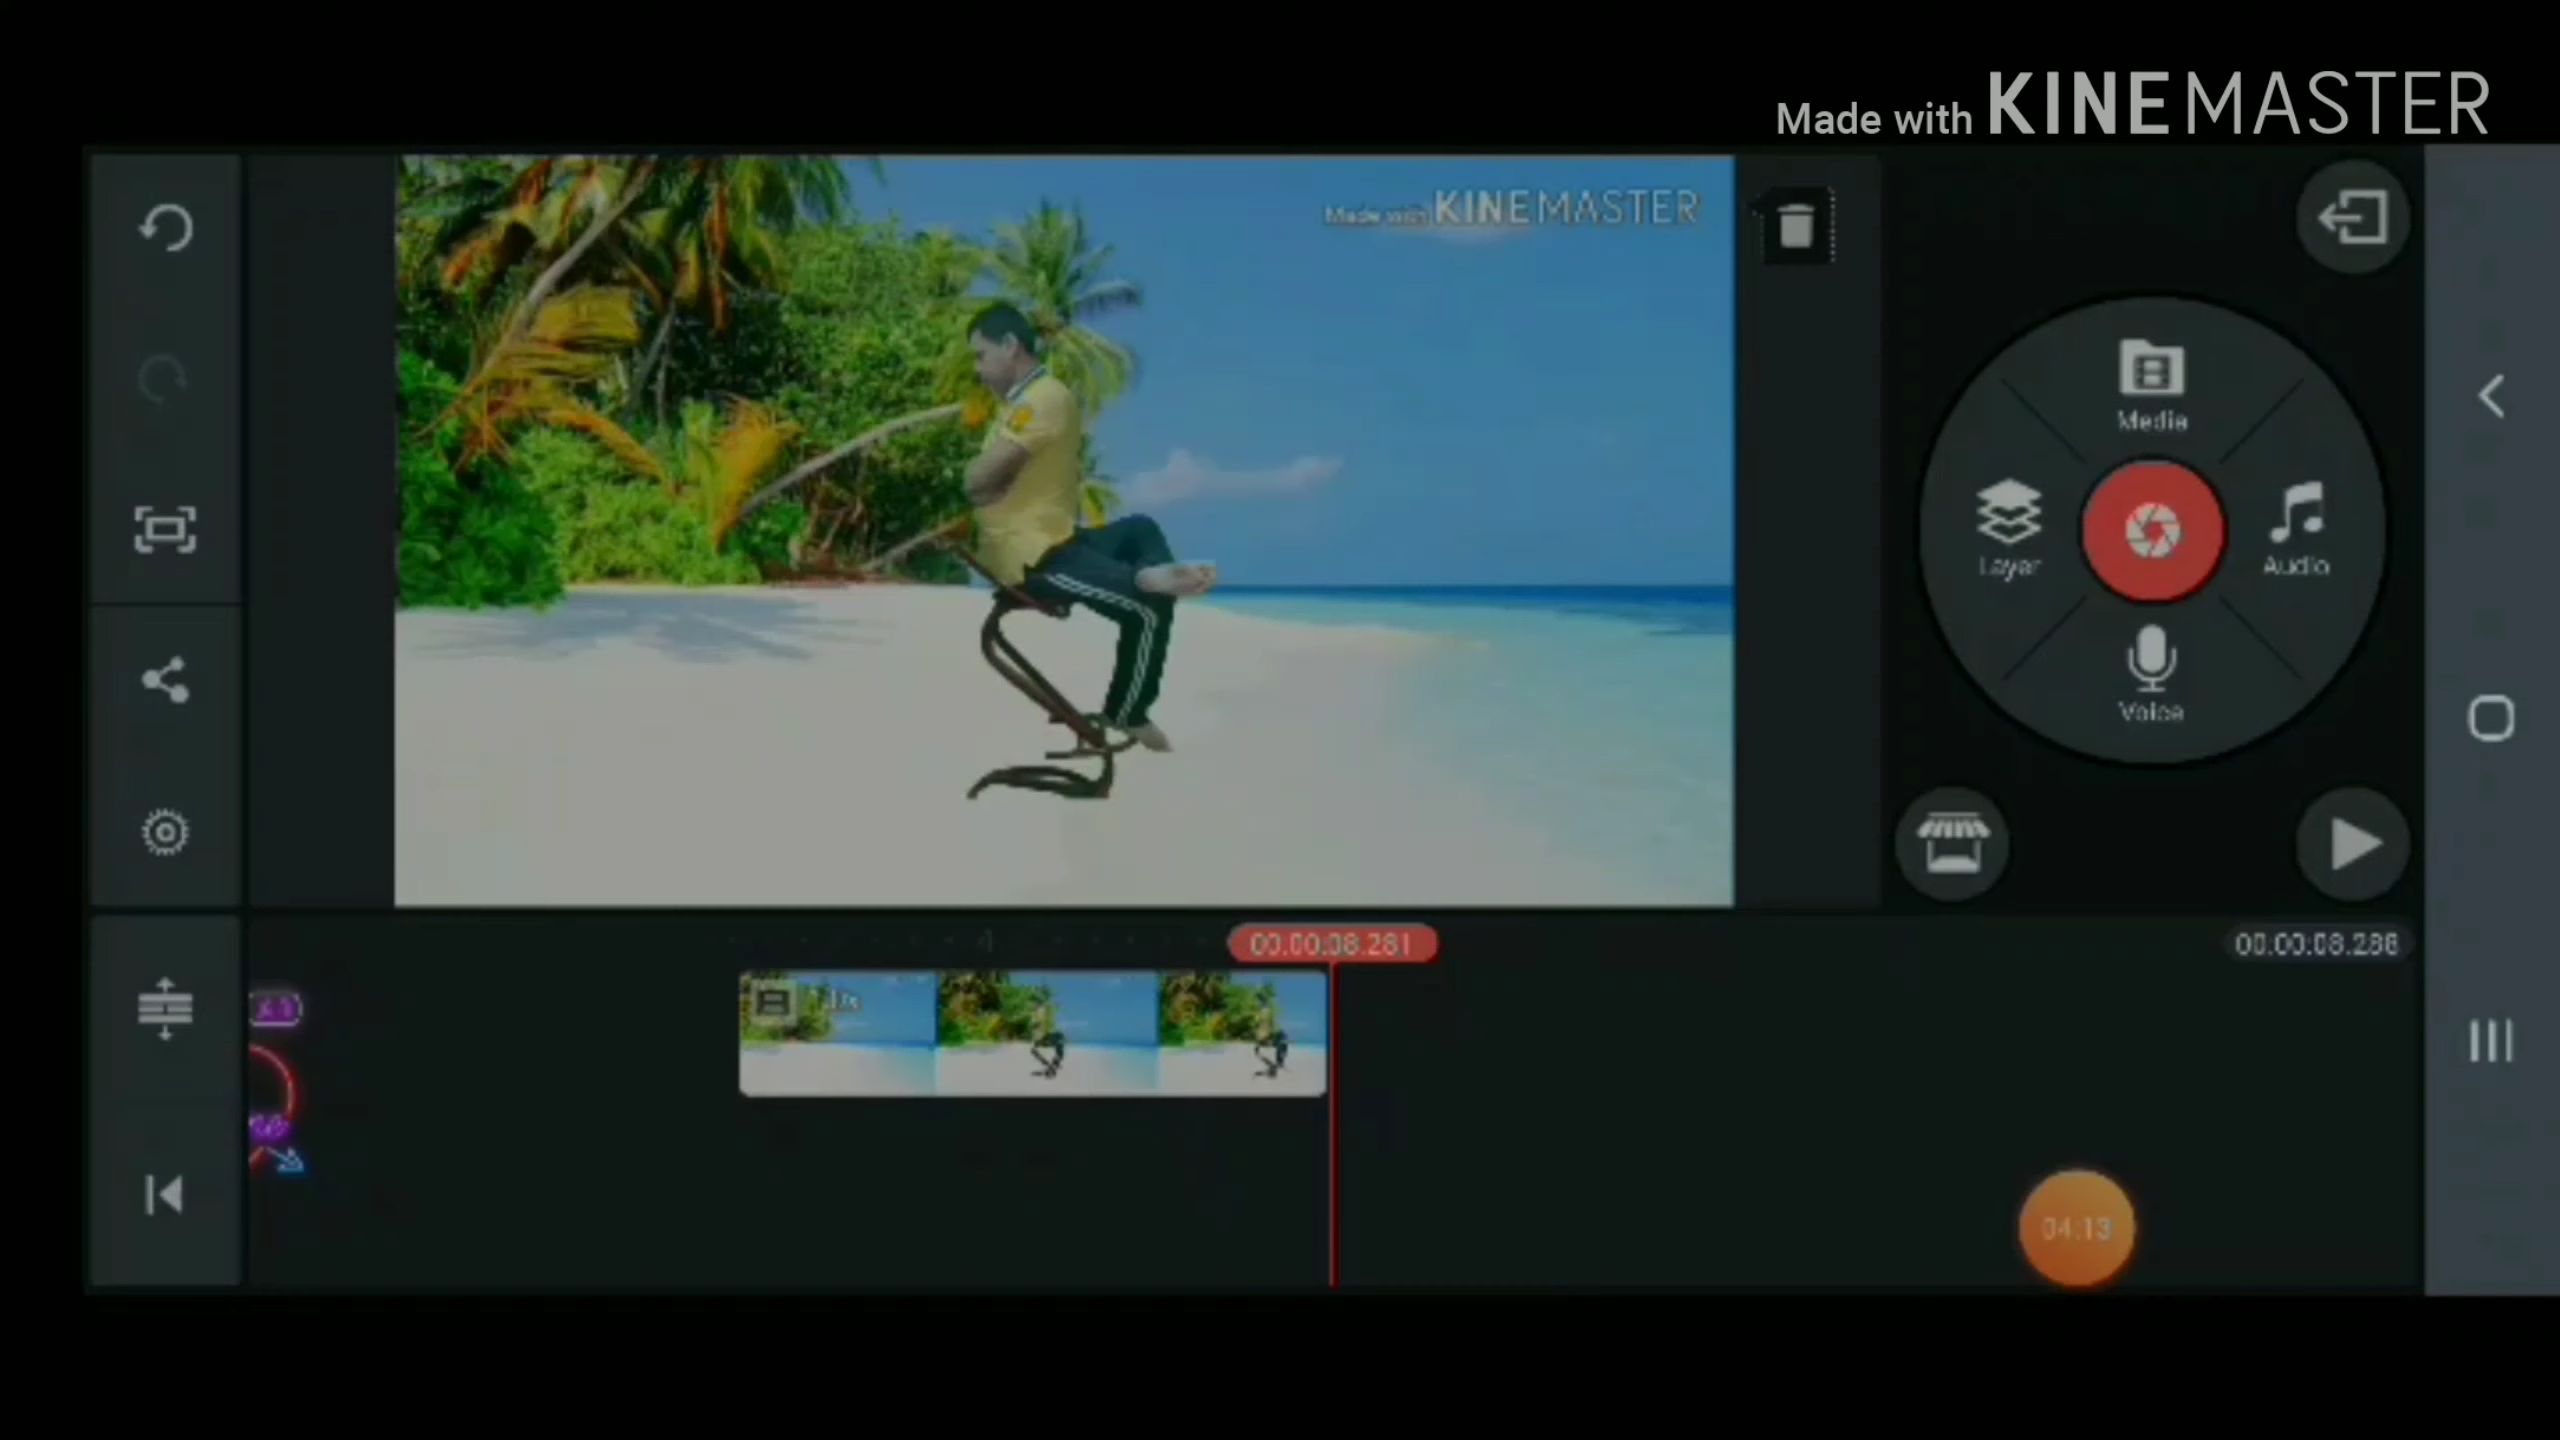 Made with KINEMASTER
Made with KINEMASTER
Media
Layer
Audio
Voice
00:00:08.281
00:00:08.288
04:13